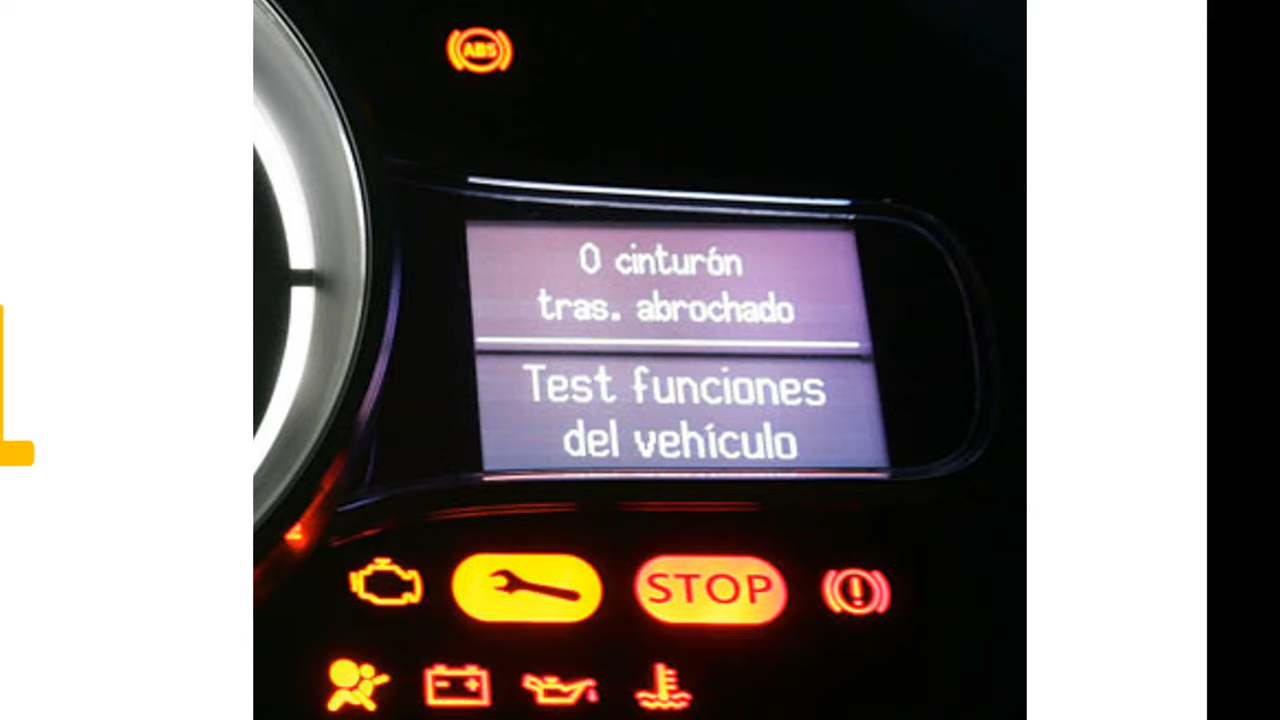 ABS
0 cinturón
tras. abrochado
Test funciones
del vehículo
STOP